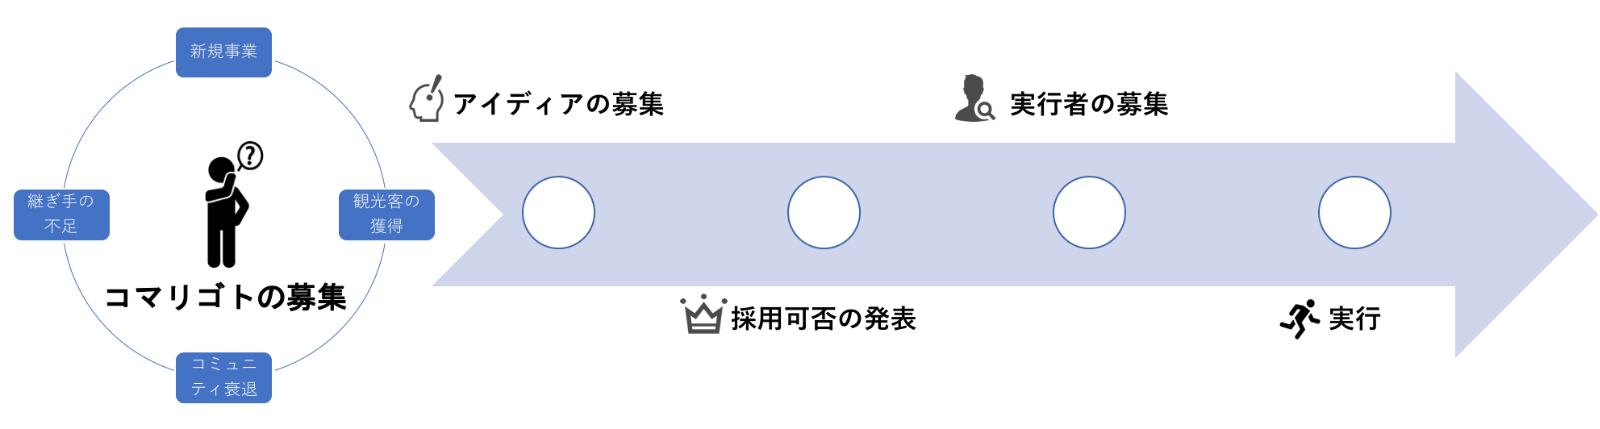 新規事業
継ぎ手の
不足
?
観光客の
獲得
コマリゴトの募集
コミュニ
ティ衰退
アイディアの募集
採用可否の発表
実行者の募集
実行